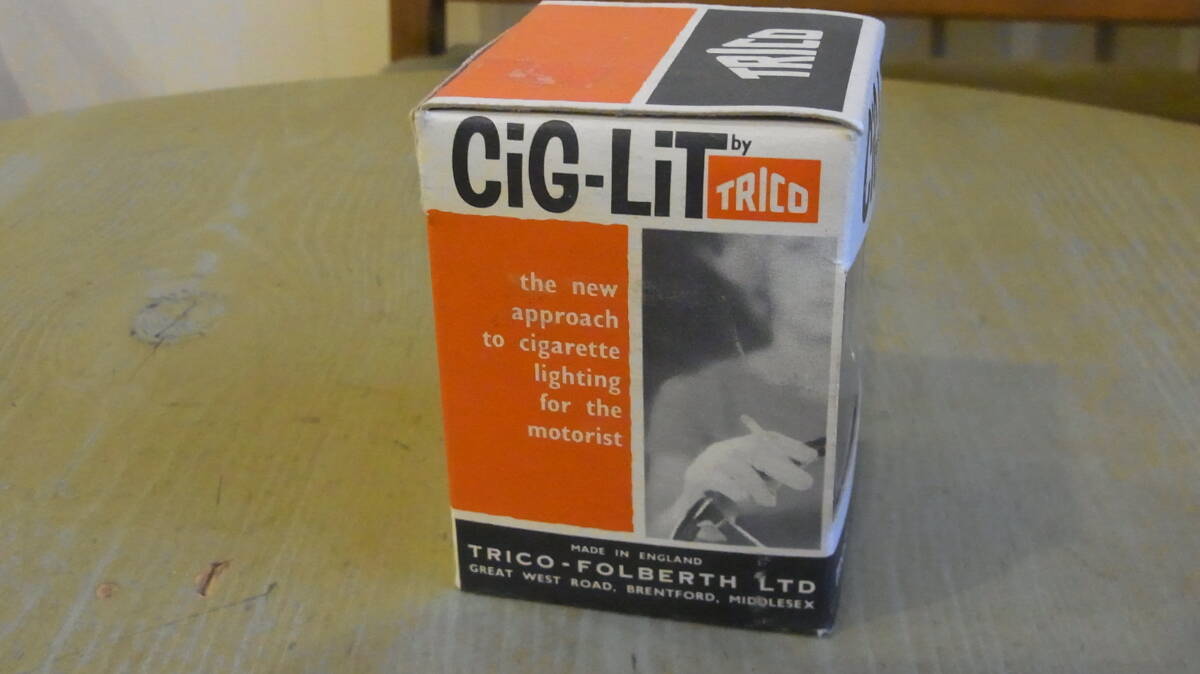 TRICO
CiG-LiT by
TRICO
the new
approach
to cigarette
lighting
for the
motorist
MADE IN ENGLAND
TRICO-FOLBERTH LTD
GREAT WEST ROAD, BRENTFORD, MIDDLESEX